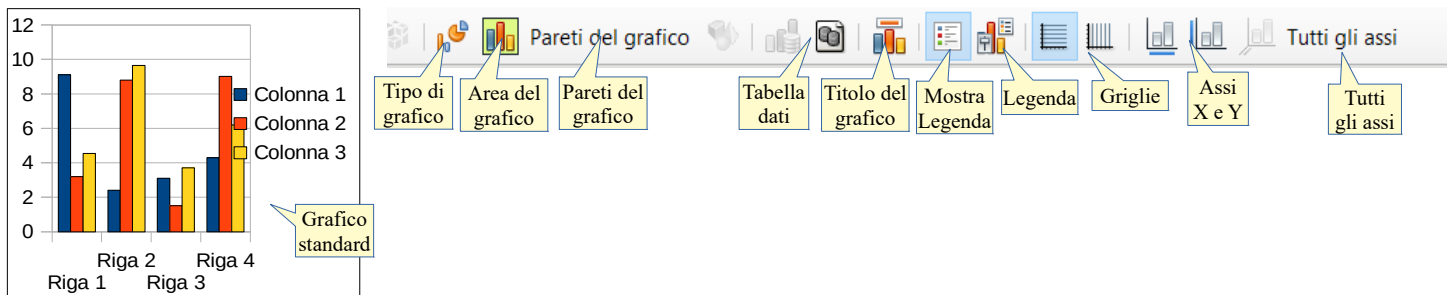 12
10
8
6
4
2
0
Riga 1
Riga 2
Riga 3
Riga 4
Colonna 1
Colonna 2
Colonna 3
Grafico
standard
Pareti del grafico
Tutti gli assi
Tipo di
grafico
Area del
grafico
Pareti del
grafico
Tabella
dati
Titolo del
grafico
Mostra
Legenda
Legenda
Griglie
Assi
X e Y
Tutti
gli assi